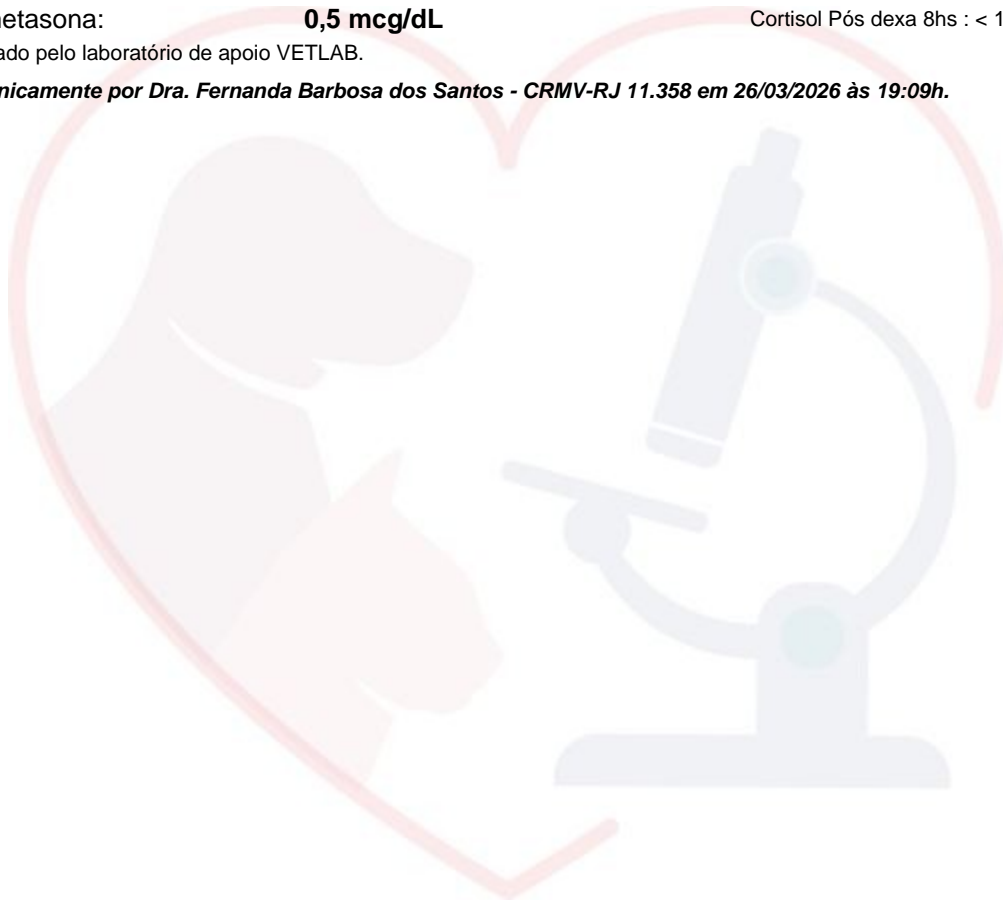 netasona: 0,5 mcg/dL Cortisol Pós dexa 8hs : < 1
ado pelo laboratório de apoio VETLAB.
nicamente por Dra. Fernanda Barbosa dos Santos - CRMV-RJ 11.358 em 26/03/2026 às 19:09h.